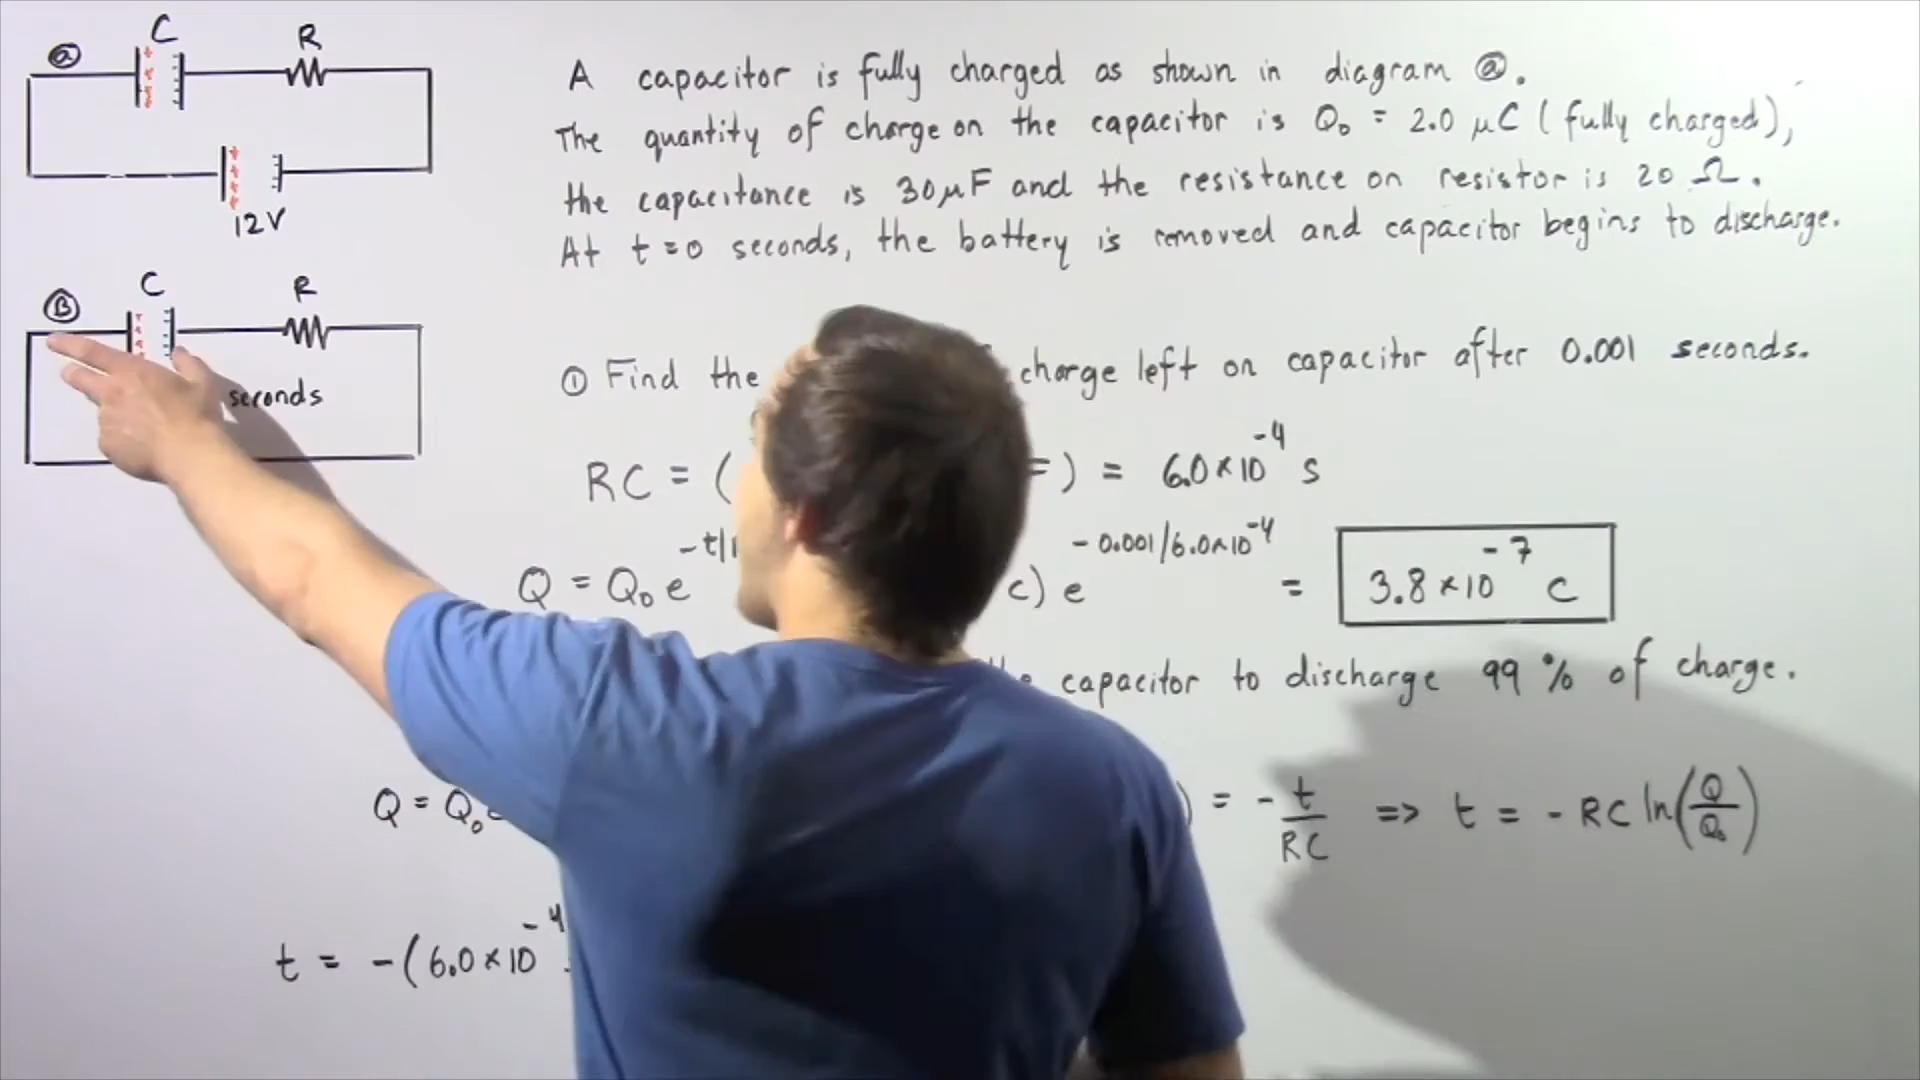 ⓐ C R
12V
Ⓑ C R
seconds
A capacitor is fully charged as shown in diagram ⓐ.
The quantity of charge on the capacitor is Q₀ = 2.0 μC (fully charged),
the capacitance is 30μF and the resistance on resistor is 20 Ω.
At t=0 seconds, the battery is removed and capacitor begins to discharge.
① Find the charge left on capacitor after 0.001 seconds.
RC = ( ) = 6.0×10⁻⁴ s
Q = Q₀ e^-t/ C) e^-0.001/6.0×10⁻⁴ = 3.8×10⁻⁷ C
capacitor to discharge 99% of charge.
Q = Q₀ ) = - t/RC => t = - RC ln(Q/Q₀)
t = -(6.0×10⁻⁴